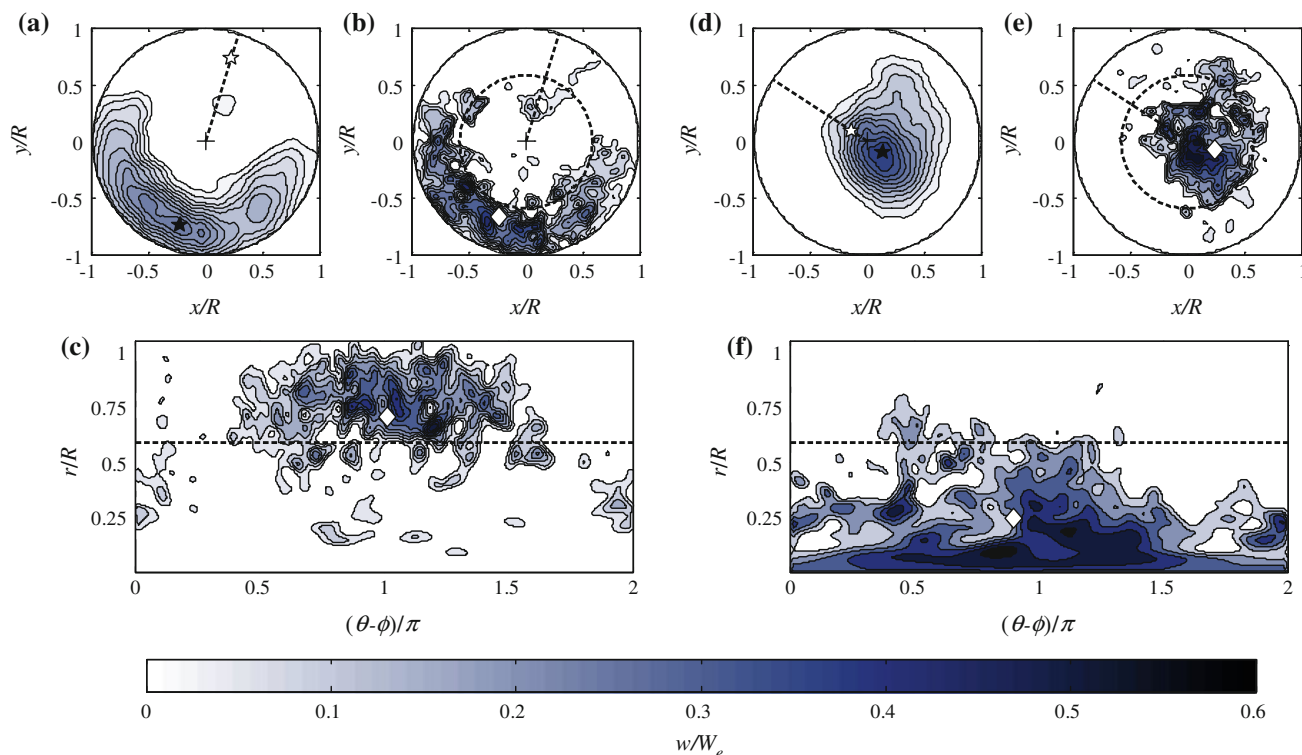 (a) (b) (d) (e)
y/R 1 0.5 0 -0.5 -1
-1 -0.5 0 0.5 1
x/R
y/R 1 0.5 0 -0.5 -1
-1 -0.5 0 0.5 1
x/R
y/R 1 0.5 0 -0.5 -1
-1 -0.5 0 0.5 1
x/R
y/R 1 0.5 0 -0.5 -1
-1 -0.5 0 0.5 1
x/R
(c) (f)
r/R 1 0.75 0.5 0.25
0 0.5 1 1.5 2
(θ-ϕ)/π
r/R 1 0.75 0.5 0.25
0 0.5 1 1.5 2
(θ-ϕ)/π
0 0.1 0.2 0.3 0.4 0.5 0.6
w/We